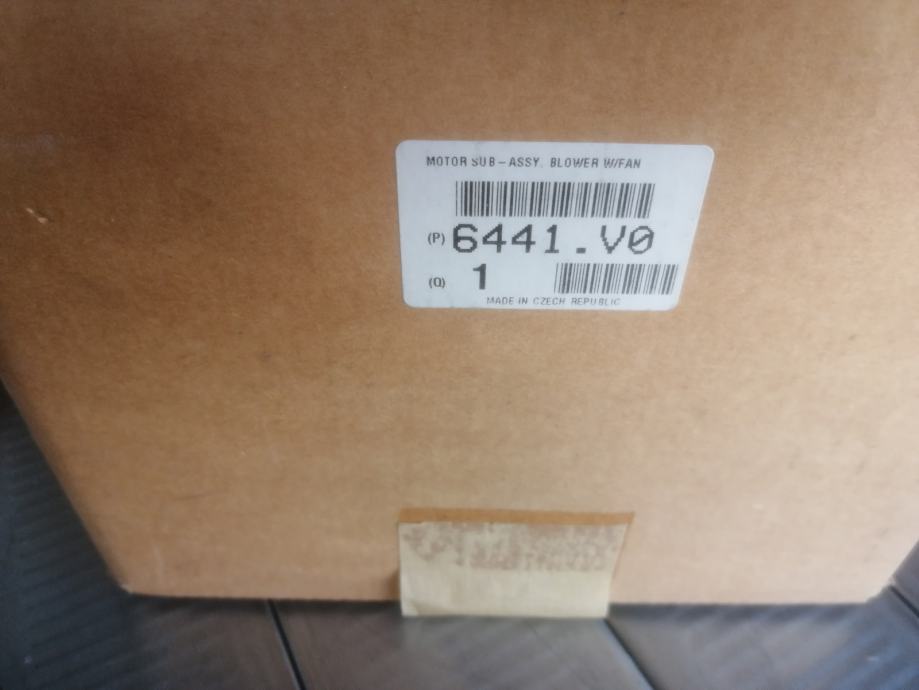 MOTOR SUB-ASSY. BLOWER W/FAN
(P) 6441.V0
(Q) 1
MADE IN CZECH REPUBLIC